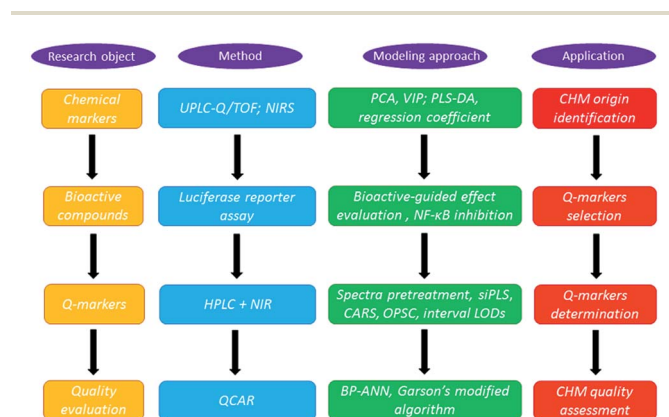 Research object
Method
Modeling approach
Application
Chemical
markers
UPLC-Q/TOF; NIRS
PCA, VIP; PLS-DA,
regression coefficient
CHM origin
identification
Bioactive
compounds
Luciferase reporter
assay
Bioactive-guided effect
evaluation , NF-κB inhibition
Q-markers
selection
Q-markers
HPLC + NIR
Spectra pretreatment, siPLS,
CARS, OPSC, interval LODs
Q-markers
determination
Quality
evaluation
QCAR
BP-ANN, Garson's modified
algorithm
CHM quality
assessment